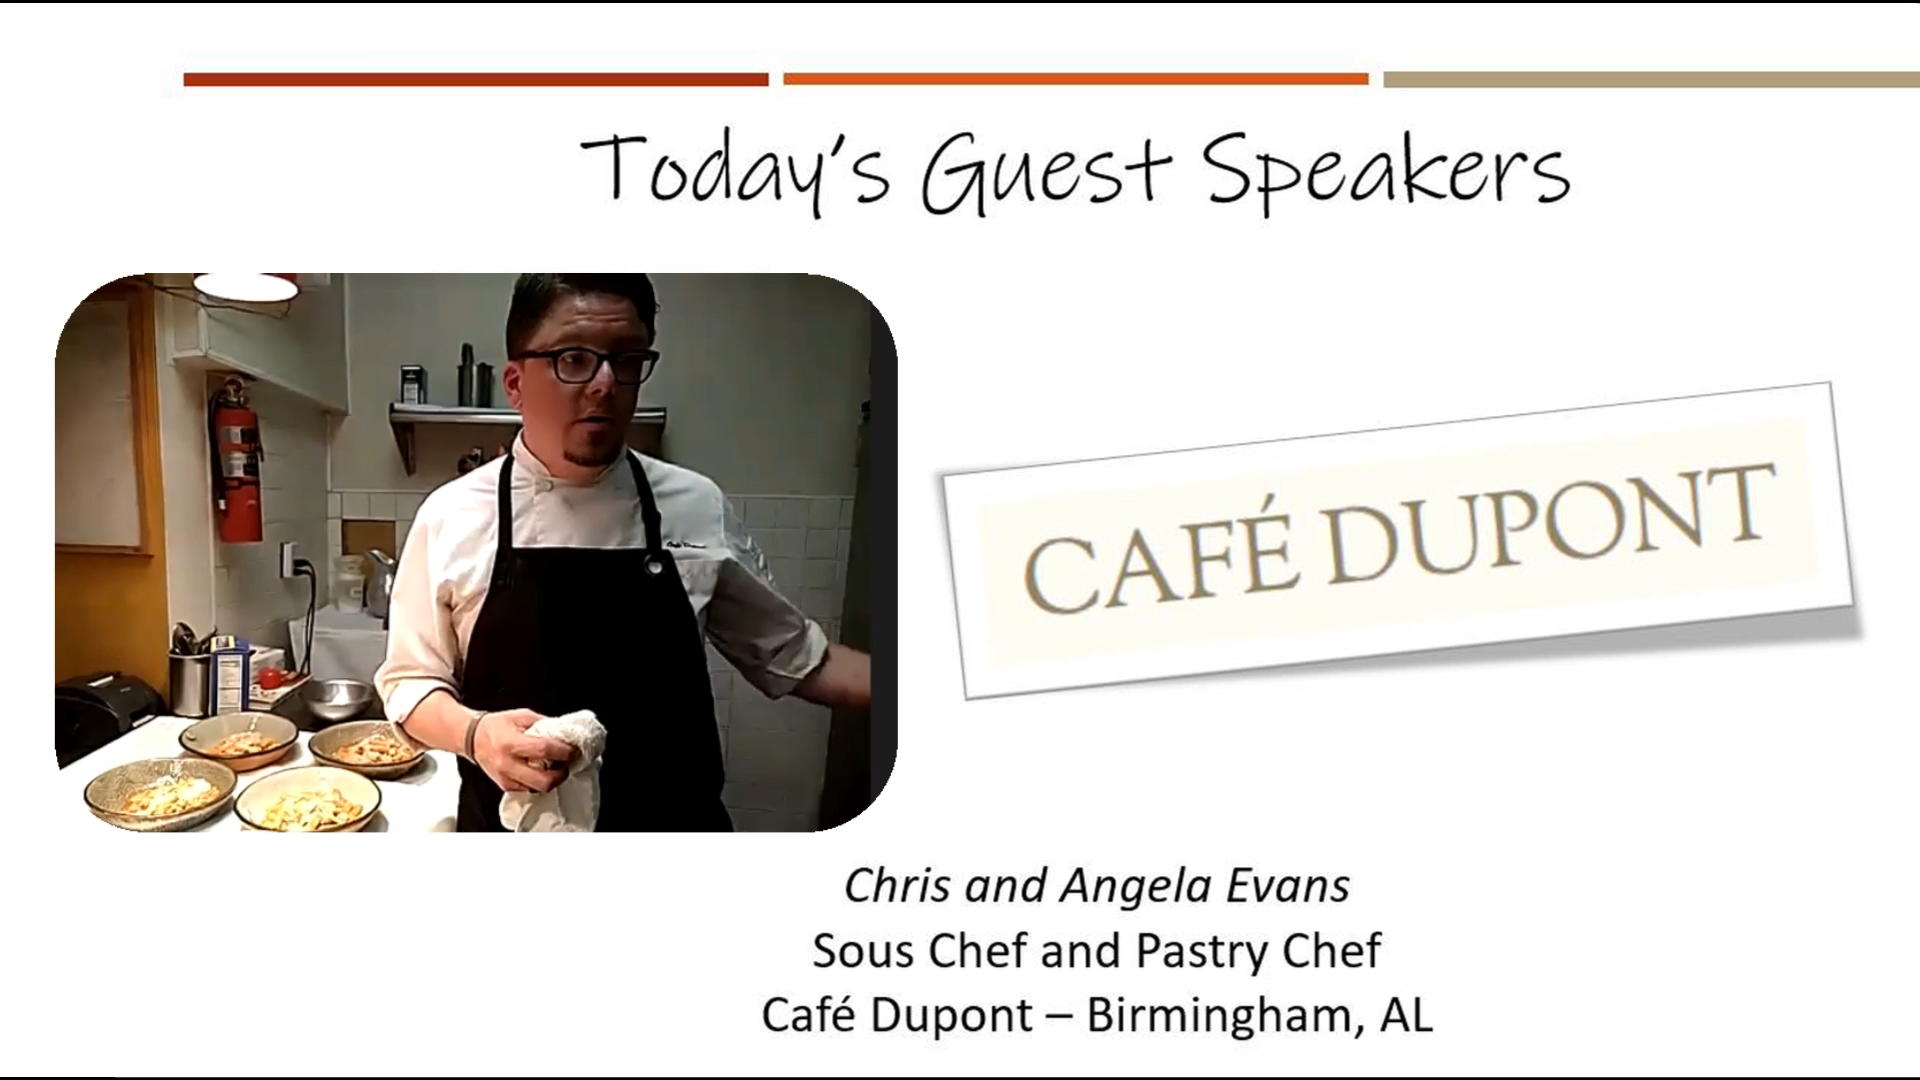 Today's Guest Speakers
CAFÉ DUPONT
Chris and Angela Evans
Sous Chef and Pastry Chef
Café Dupont – Birmingham, AL